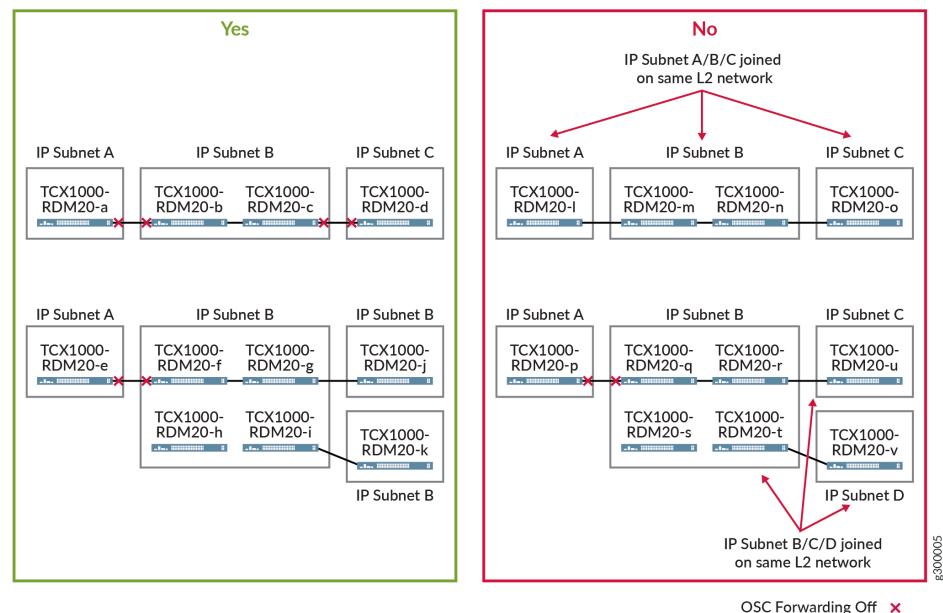 Yes
IP Subnet A
IP Subnet B
IP Subnet C
TCX1000-
RDM20-a
TCX1000-
RDM20-b
TCX1000-
RDM20-c
TCX1000-
RDM20-d
IP Subnet A
IP Subnet B
IP Subnet B
TCX1000-
RDM20-e
TCX1000-
RDM20-f
TCX1000-
RDM20-g
TCX1000-
RDM20-j
TCX1000-
RDM20-h
TCX1000-
RDM20-i
TCX1000-
RDM20-k
IP Subnet B
No
IP Subnet A/B/C joined
on same L2 network
IP Subnet A
IP Subnet B
IP Subnet C
TCX1000-
RDM20-l
TCX1000-
RDM20-m
TCX1000-
RDM20-n
TCX1000-
RDM20-o
IP Subnet A
IP Subnet B
IP Subnet C
TCX1000-
RDM20-p
TCX1000-
RDM20-q
TCX1000-
RDM20-r
TCX1000-
RDM20-u
TCX1000-
RDM20-s
TCX1000-
RDM20-t
TCX1000-
RDM20-v
IP Subnet D
IP Subnet B/C/D joined
on same L2 network
g300005
OSC Forwarding Off